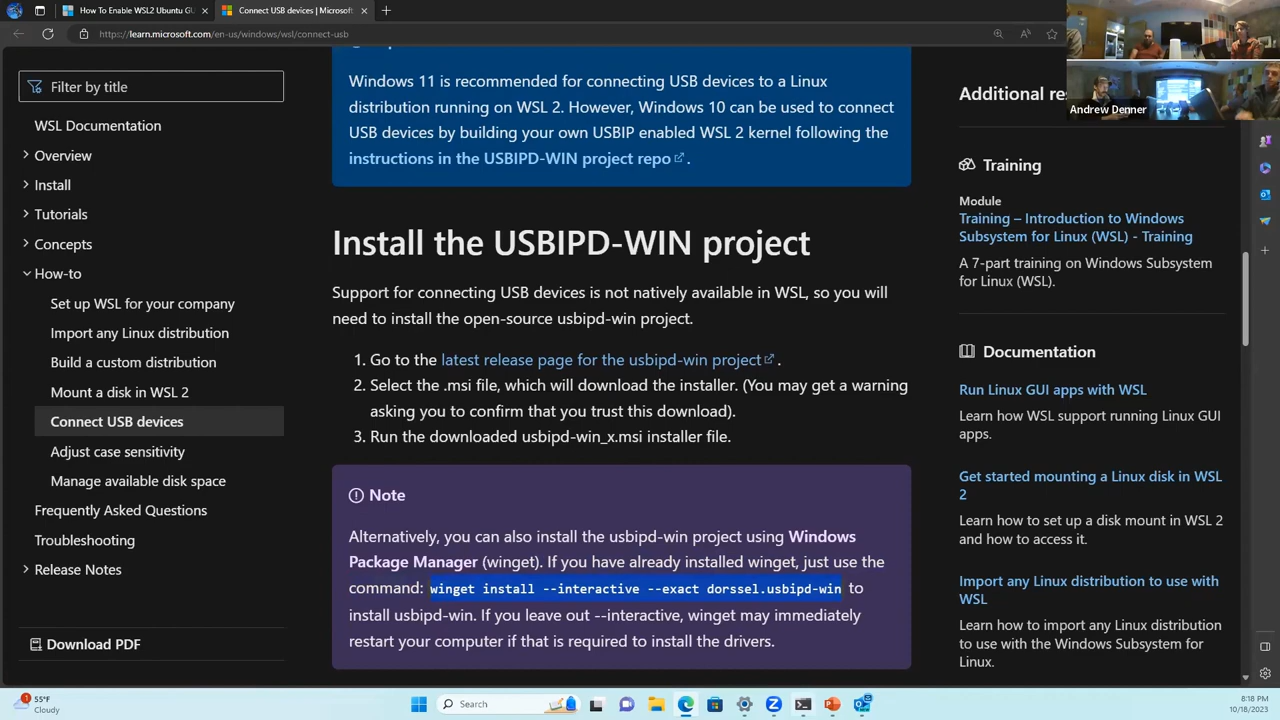 How To Enable WSL2 Ubuntu GU
Connect USB devices | Microsoft
https://learn.microsoft.com/en-us/windows/wsl/connect-usb
Andrew Denner
Filter by title
WSL Documentation
Overview
Install
Tutorials
Concepts
How-to
Set up WSL for your company
Import any Linux distribution
Build a custom distribution
Mount a disk in WSL 2
Connect USB devices
Adjust case sensitivity
Manage available disk space
Frequently Asked Questions
Troubleshooting
Release Notes
Download PDF
Windows 11 is recommended for connecting USB devices to a Linux
distribution running on WSL 2. However, Windows 10 can be used to connect
USB devices by building your own USBIP enabled WSL 2 kernel following the
instructions in the USBIPD-WIN project repo .
Install the USBIPD-WIN project
Support for connecting USB devices is not natively available in WSL, so you will
need to install the open-source usbipd-win project.
1. Go to the latest release page for the usbipd-win project .
2. Select the .msi file, which will download the installer. (You may get a warning
asking you to confirm that you trust this download).
3. Run the downloaded usbipd-win_x.msi installer file.
Note
Alternatively, you can also install the usbipd-win project using Windows
Package Manager (winget). If you have already installed winget, just use the
command: winget install --interactive --exact dorssel.usbipd-win to
install usbipd-win. If you leave out --interactive, winget may immediately
restart your computer if that is required to install the drivers.
Additional re
Training
Module
Training – Introduction to Windows
Subsystem for Linux (WSL) - Training
A 7-part training on Windows Subsystem
for Linux (WSL).
Documentation
Run Linux GUI apps with WSL
Learn how WSL support running Linux GUI
apps.
Get started mounting a Linux disk in WSL
2
Learn how to set up a disk mount in WSL 2
and how to access it.
Import any Linux distribution to use with
WSL
Learn how to import any Linux distribution
to use with the Windows Subsystem for
Linux.
1
55°F
Cloudy
Search
8:18 PM
10/18/2023